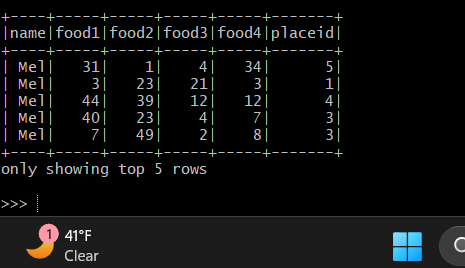 +----+-----+-----+-----+-----+-------+
|name|food1|food2|food3|food4|placeid|
+----+-----+-----+-----+-----+-------+
| Mel|   31|    1|    4|   34|      5|
| Mel|    3|   23|   21|    3|      1|
| Mel|   44|   39|   12|   12|      4|
| Mel|   40|   23|    4|    7|      3|
| Mel|    7|   49|    2|    8|      3|
+----+-----+-----+-----+-----+-------+
only showing top 5 rows
>>>
1
41°F
Clear